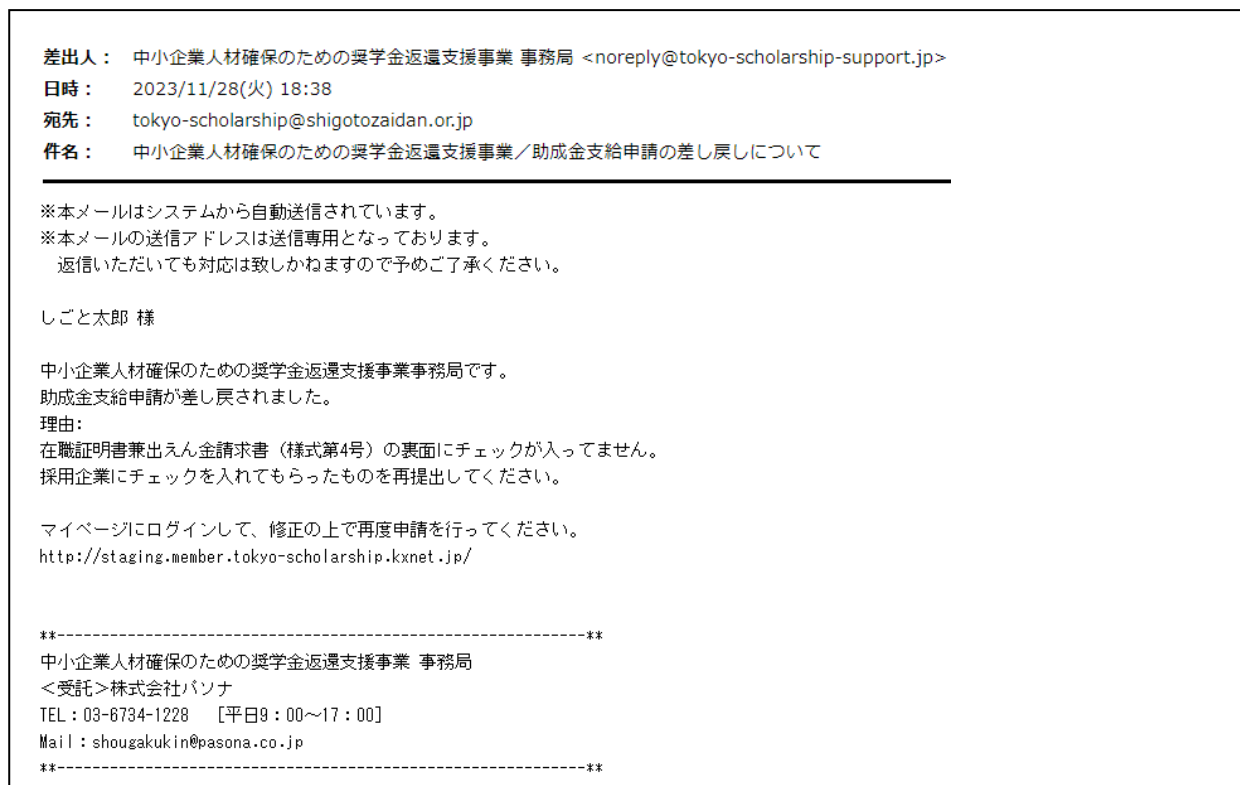 差出人： 中小企業人材確保のための奨学金返還支援事業 事務局 <noreply@tokyo-scholarship-support.jp>
日時： 2023/11/28(火) 18:38
宛先： tokyo-scholarship@shigotozaidan.or.jp
件名： 中小企業人材確保のための奨学金返還支援事業／助成金支給申請の差し戻しについて
※本メールはシステムから自動送信されています。
※本メールの送信アドレスは送信専用となっております。
返信いただいても対応は致しかねますので予めご了承ください。
しごと太郎 様
中小企業人材確保のための奨学金返還支援事業事務局です。
助成金支給申請が差し戻されました。
理由:
在職証明書兼出えん金請求書（様式第4号）の裏面にチェックが入ってません。
採用企業にチェックを入れてもらったものを再提出してください。
マイページにログインして、修正の上で再度申請を行ってください。
http://staging.member.tokyo-scholarship.kxnet.jp/
**------------------------------------------------------------**
中小企業人材確保のための奨学金返還支援事業 事務局
＜受託＞株式会社パソナ
TEL：03-6734-1228 ［平日9：00～17：00］
Mail：shougakukin@pasona.co.jp
**------------------------------------------------------------**